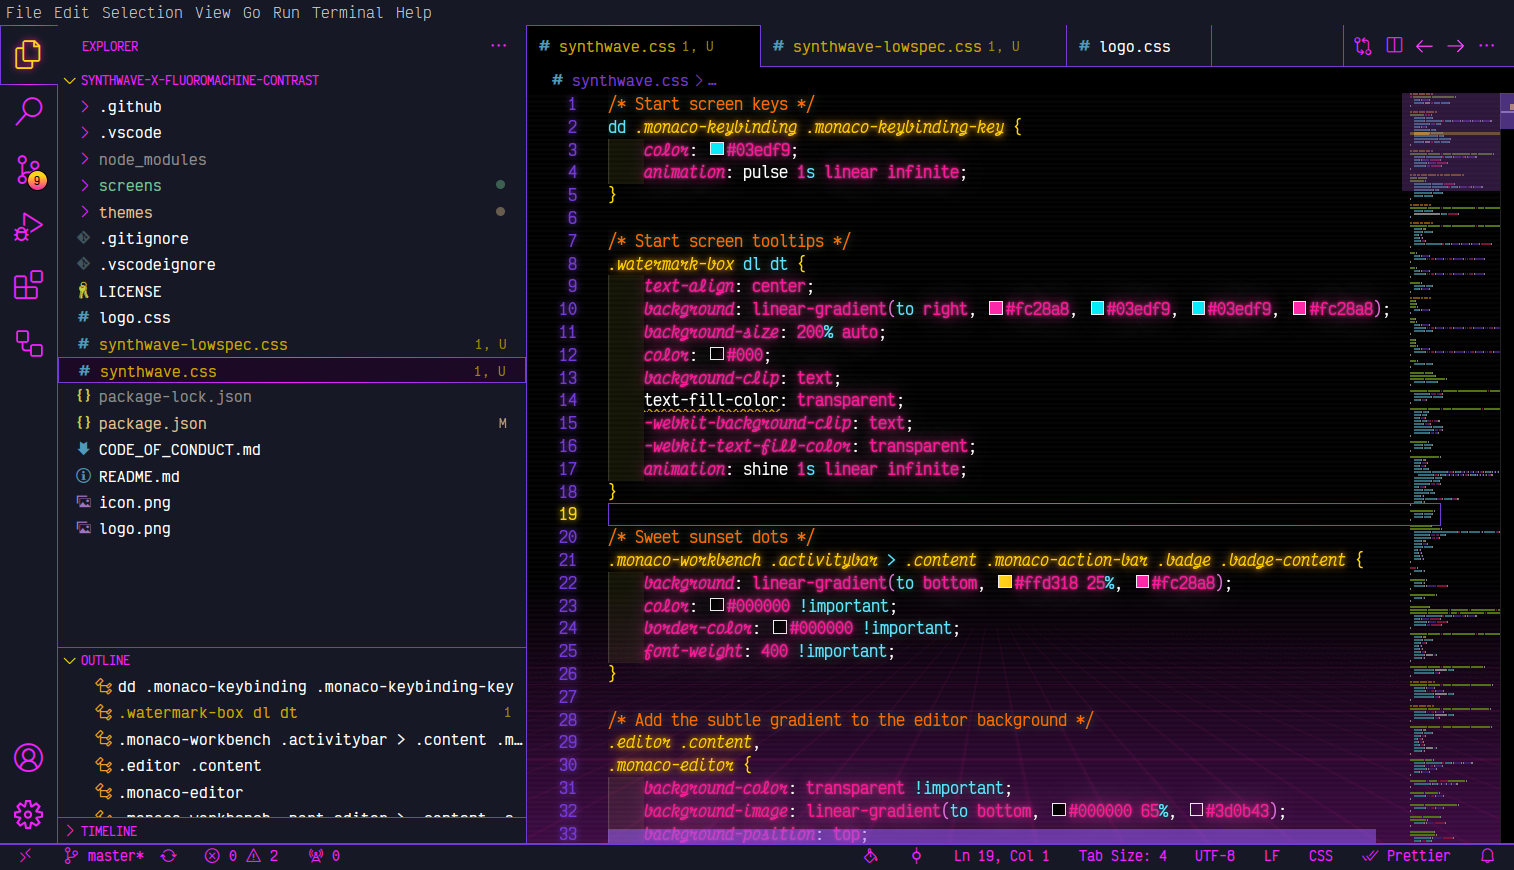 File Edit Selection View Go Run Terminal Help
EXPLORER
SYNTHWAVE-X-FLUOROMACHINE-CONTRAST
.github
.vscode
node_modules
screens
themes
.gitignore
.vscodeignore
LICENSE
# logo.css
# synthwave-lowspec.css 1, U
# synthwave.css 1, U
{} package-lock.json
{} package.json M
CODE_OF_CONDUCT.md
README.md
icon.png
logo.png
9
OUTLINE
dd .monaco-keybinding .monaco-keybinding-key
.watermark-box dl dt 1
.monaco-workbench .activitybar > .content .m…
.editor .content
.monaco-editor
TIMELINE
# synthwave.css 1, U
# synthwave-lowspec.css 1, U
# logo.css
# synthwave.css > …
1 /* Start screen keys */
2 dd .monaco-keybinding .monaco-keybinding-key {
3 color: #03edf9;
4 animation: pulse 1s linear infinite;
5 }
6
7 /* Start screen tooltips */
8 .watermark-box dl dt {
9 text-align: center;
10 background: linear-gradient(to right, #fc28a8, #03edf9, #03edf9, #fc28a8);
11 background-size: 200% auto;
12 color: #000;
13 background-clip: text;
14 text-fill-color: transparent;
15 -webkit-background-clip: text;
16 -webkit-text-fill-color: transparent;
17 animation: shine 1s linear infinite;
18 }
19
20 /* Sweet sunset dots */
21 .monaco-workbench .activitybar > .content .monaco-action-bar .badge .badge-content {
22 background: linear-gradient(to bottom, #ffd318 25%, #fc28a8);
23 color: #000000 !important;
24 border-color: #000000 !important;
25 font-weight: 400 !important;
26 }
27
28 /* Add the subtle gradient to the editor background */
29 .editor .content,
30 .monaco-editor {
31 background-color: transparent !important;
32 background-image: linear-gradient(to bottom, #000000 65%, #3d0b43);
33 background-position: top;
master* 0 2 0 Ln 19, Col 1 Tab Size: 4 UTF-8 LF CSS Prettier